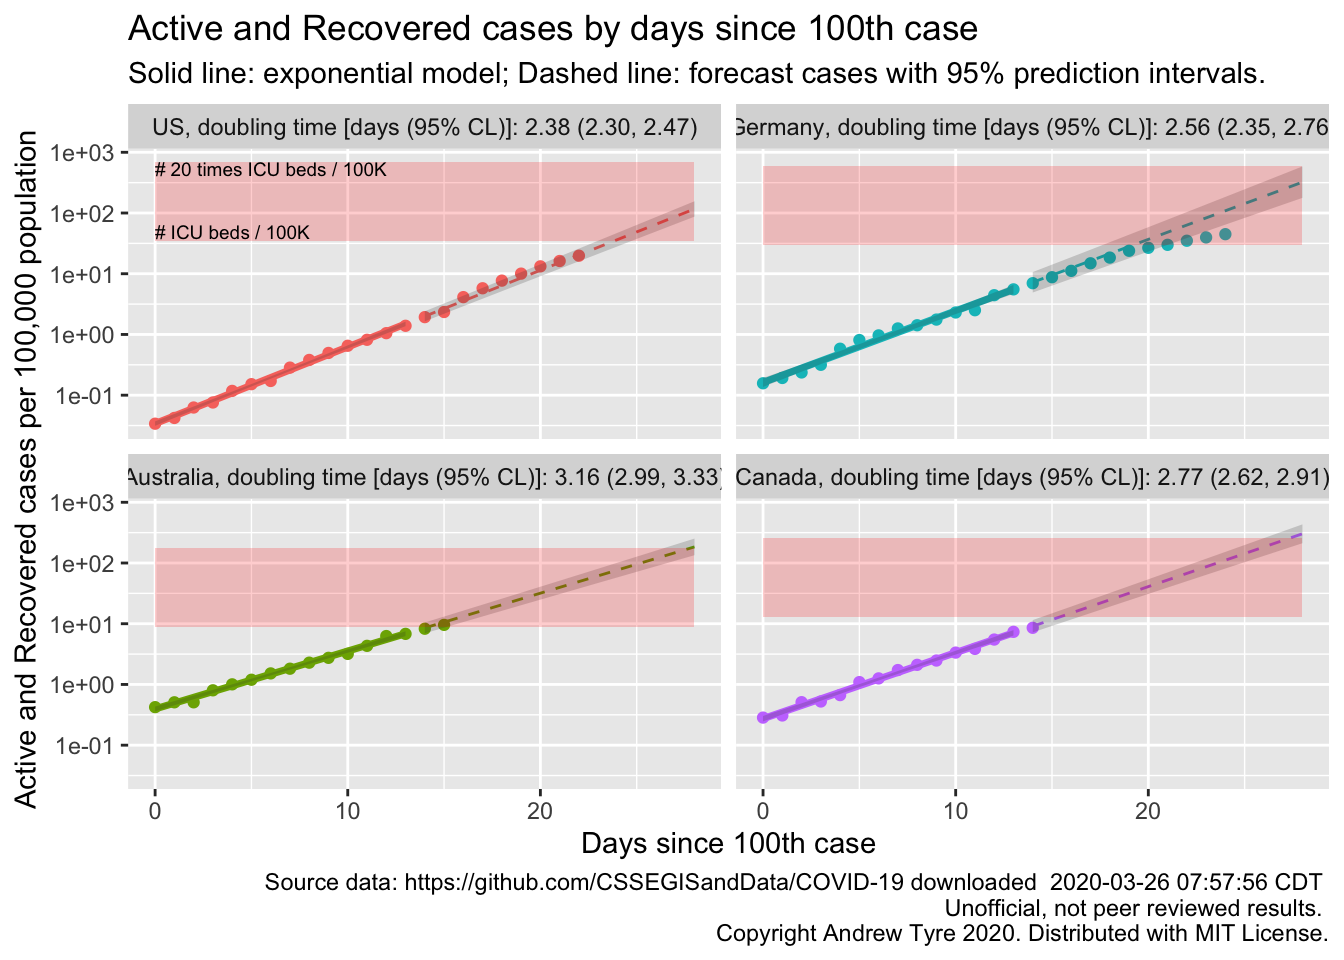 Active and Recovered cases by days since 100th case
Solid line: exponential model; Dashed line: forecast cases with 95% prediction intervals.
Active and Recovered cases per 100,000 population
US, doubling time [days (95% CL)]: 2.38 (2.30, 2.47)
Germany, doubling time [days (95% CL)]: 2.56 (2.35, 2.76
1e+03
1e+02
1e+01
1e+00
1e-01
# 20 times ICU beds / 100K
# ICU beds / 100K
Australia, doubling time [days (95% CL)]: 3.16 (2.99, 3.33)
Canada, doubling time [days (95% CL)]: 2.77 (2.62, 2.91)
1e+03
1e+02
1e+01
1e+00
1e-01
0 10 20
0 10 20
Days since 100th case
Source data: https://github.com/CSSEGISandData/COVID-19 downloaded  2020-03-26 07:57:56 CDT
Unofficial, not peer reviewed results.
Copyright Andrew Tyre 2020. Distributed with MIT License.